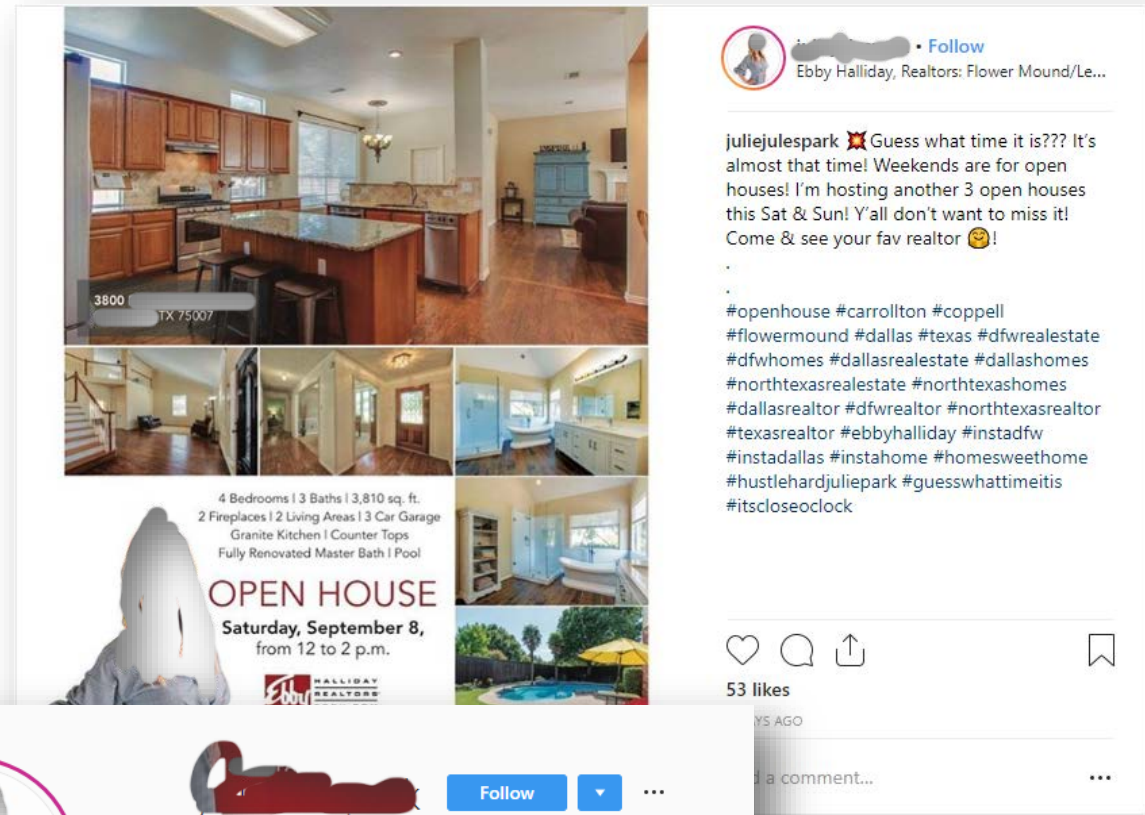 • Follow
Ebby Halliday, Realtors: Flower Mound/Le...
juliejulespark 💥Guess what time it is??? It's
almost that time! Weekends are for open
houses! I'm hosting another 3 open houses
this Sat & Sun! Y'all don't want to miss it!
Come & see your fav realtor 🤗!
.
.
#openhouse #carrollton #coppell
#flowermound #dallas #texas #dfwrealestate
#dfwhomes #dallasrealestate #dallashomes
#northtexasrealestate #northtexashomes
#dallasrealtor #dfwrealtor #northtexasrealtor
#texasrealtor #ebbyhalliday #instadfw
#instadallas #instahome #homesweethome
#hustlehardjuliepark #guesswhattimeitis
#itscloseoclock
3800
TX 75007
4 Bedrooms | 3 Baths | 3,810 sq. ft.
2 Fireplaces | 2 Living Areas | 3 Car Garage
Granite Kitchen | Counter Tops
Fully Renovated Master Bath | Pool
OPEN HOUSE
Saturday, September 8,
from 12 to 2 p.m.
Ebby HALLIDAY
REALTORS
53 likes
YS AGO
d a comment...
Follow